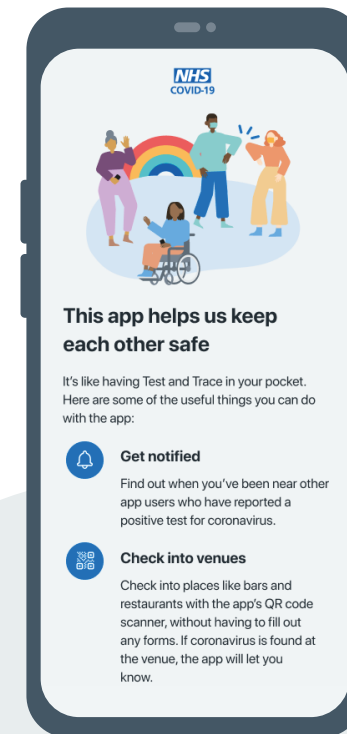 NHS
COVID-19
This app helps us keep
each other safe
It's like having Test and Trace in your pocket.
Here are some of the useful things you can do
with the app:
Get notified
Find out when you've been near other
app users who have reported a
positive test for coronavirus.
Check into venues
Check into places like bars and
restaurants with the app's QR code
scanner, without having to fill out
any forms. If coronavirus is found at
the venue, the app will let you
know.